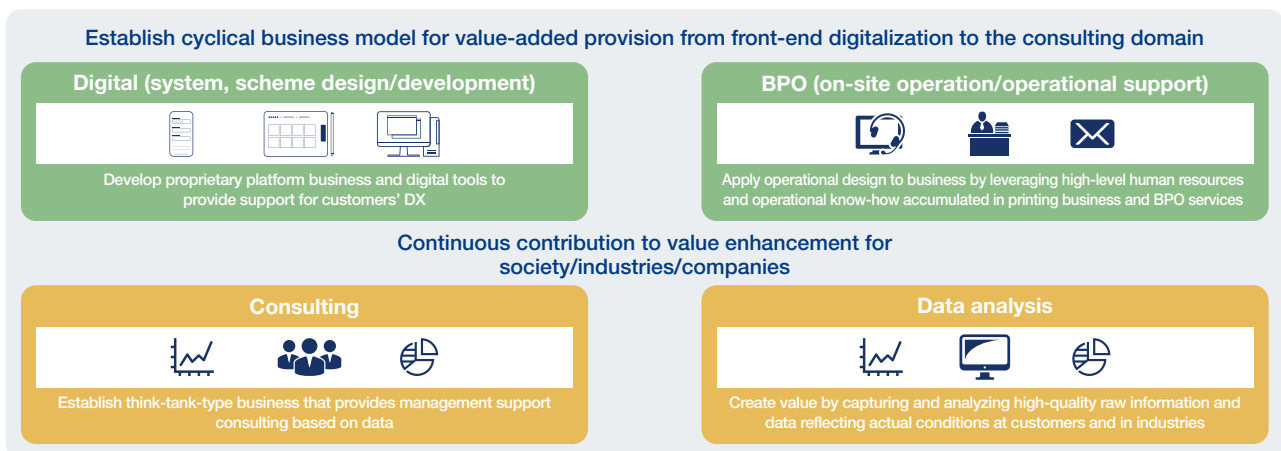 Establish cyclical business model for value-added provision from front-end digitalization to the consulting domain
Digital (system, scheme design/development)
Develop proprietary platform business and digital tools to
provide support for customers' DX
BPO (on-site operation/operational support)
Apply operational design to business by leveraging high-level human resources
and operational know-how accumulated in printing business and BPO services
Continuous contribution to value enhancement for
society/industries/companies
Consulting
Establish think-tank-type business that provides management support
consulting based on data
Data analysis
Create value by capturing and analyzing high-quality raw information and
data reflecting actual conditions at customers and in industries